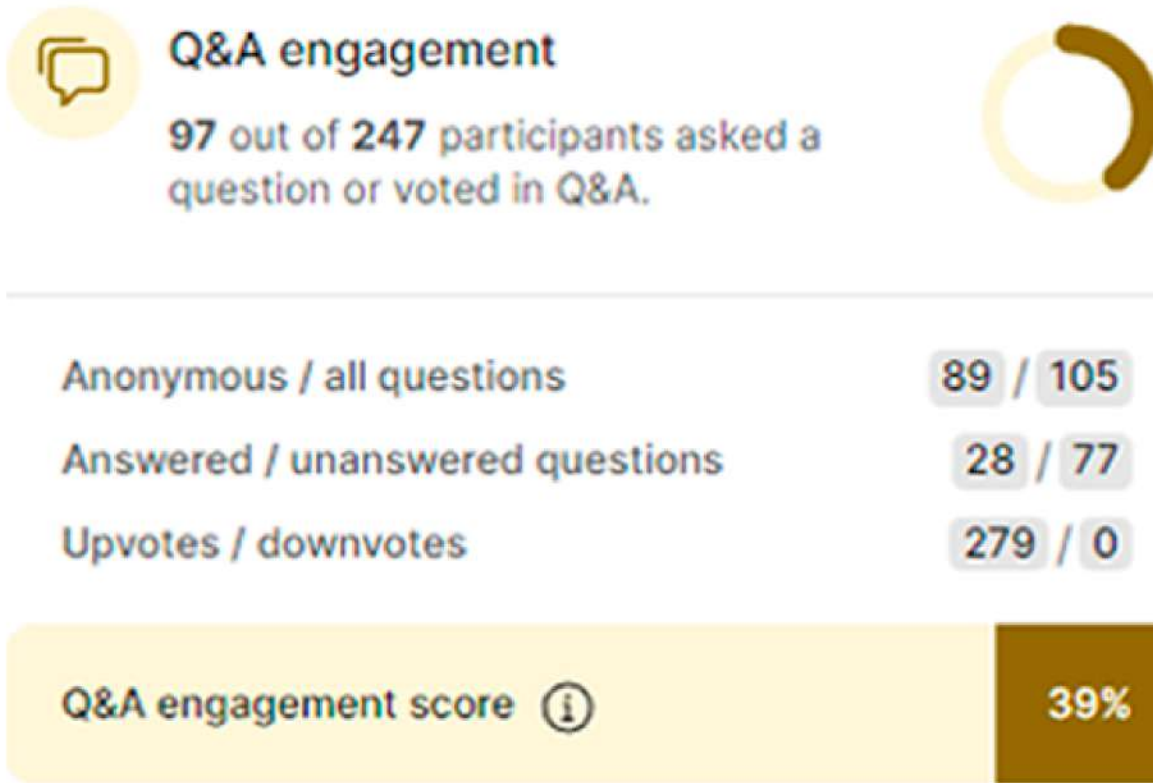 Q&A engagement
97 out of 247 participants asked a
question or voted in Q&A.
Anonymous / all questions 89 / 105
Answered / unanswered questions 28 / 77
Upvotes / downvotes 279 / 0
Q&A engagement score 39%